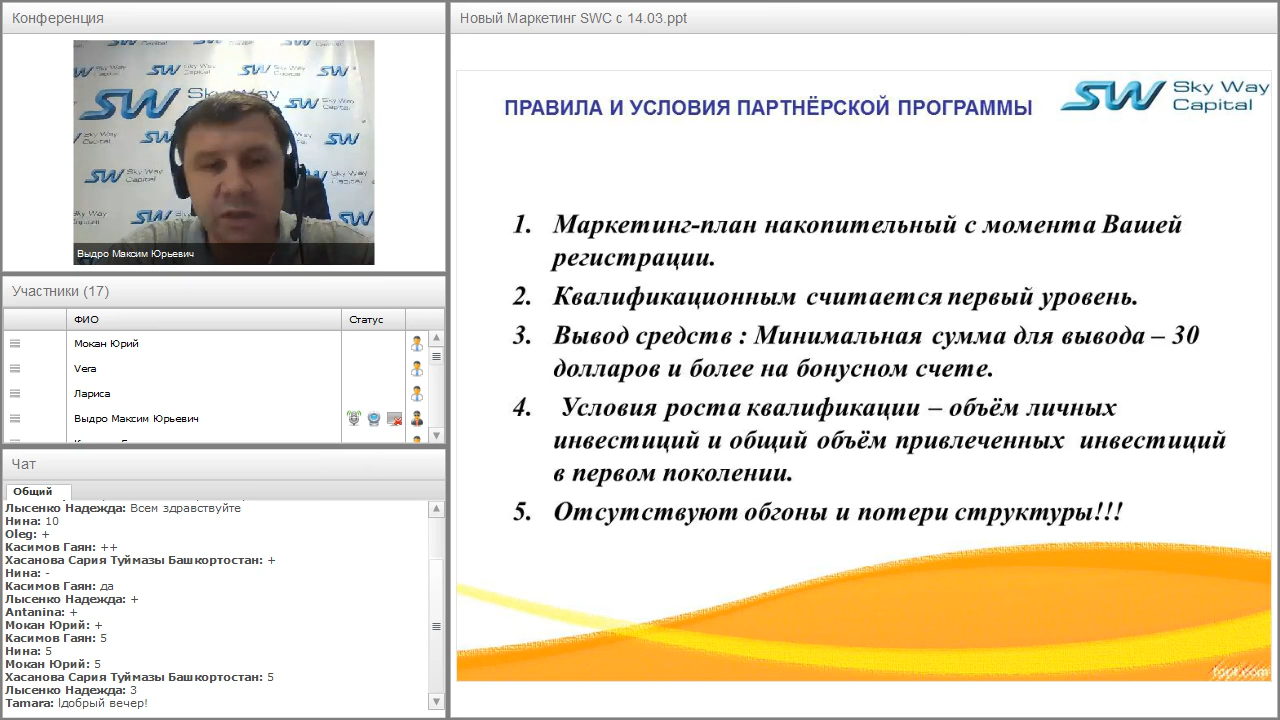 Конференция
Sky Way
Capital
Выдро Максим Юрьевич
Участники (17)
ФИО
Статус
Мокан Юрий
Vera
Лариса
Выдро Максим Юрьевич
Чат
Общий
Лысенко Надежда: Всем здравствуйте
Нина: 10
Oleg: +
Касимов Гаян: ++
Хасанова Сария Туймазы Башкортостан: +
Нина: -
Касимов Гаян: да
Лысенко Надежда: +
Antanina: +
Мокан Юрий: +
Касимов Гаян: 5
Нина: 5
Мокан Юрий: 5
Хасанова Сария Туймазы Башкортостан: 5
Лысенко Надежда: 3
Tamara: lдобрый вечер!
Новый Маркетинг SWC с 14.03.ppt
ПРАВИЛА И УСЛОВИЯ ПАРТНЁРСКОЙ ПРОГРАММЫ
SW Sky Way
Capital
1. Маркетинг-план накопительный с момента Вашей
регистрации.
2. Квалификационным считается первый уровень.
3. Вывод средств : Минимальная сумма для вывода – 30
долларов и более на бонусном счете.
4. Условия роста квалификации – объём личных
инвестиций и общий объём привлеченных инвестиций
в первом поколении.
5. Отсутствуют обгоны и потери структуры!!!
fppt.com